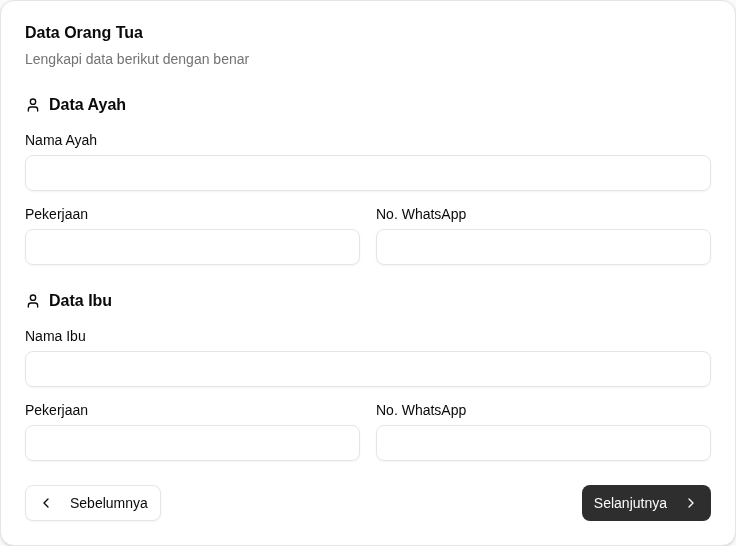 Data Orang Tua
Lengkapi data berikut dengan benar
Data Ayah
Nama Ayah
Pekerjaan No. WhatsApp
Data Ibu
Nama Ibu
Pekerjaan No. WhatsApp
Sebelumnya Selanjutnya